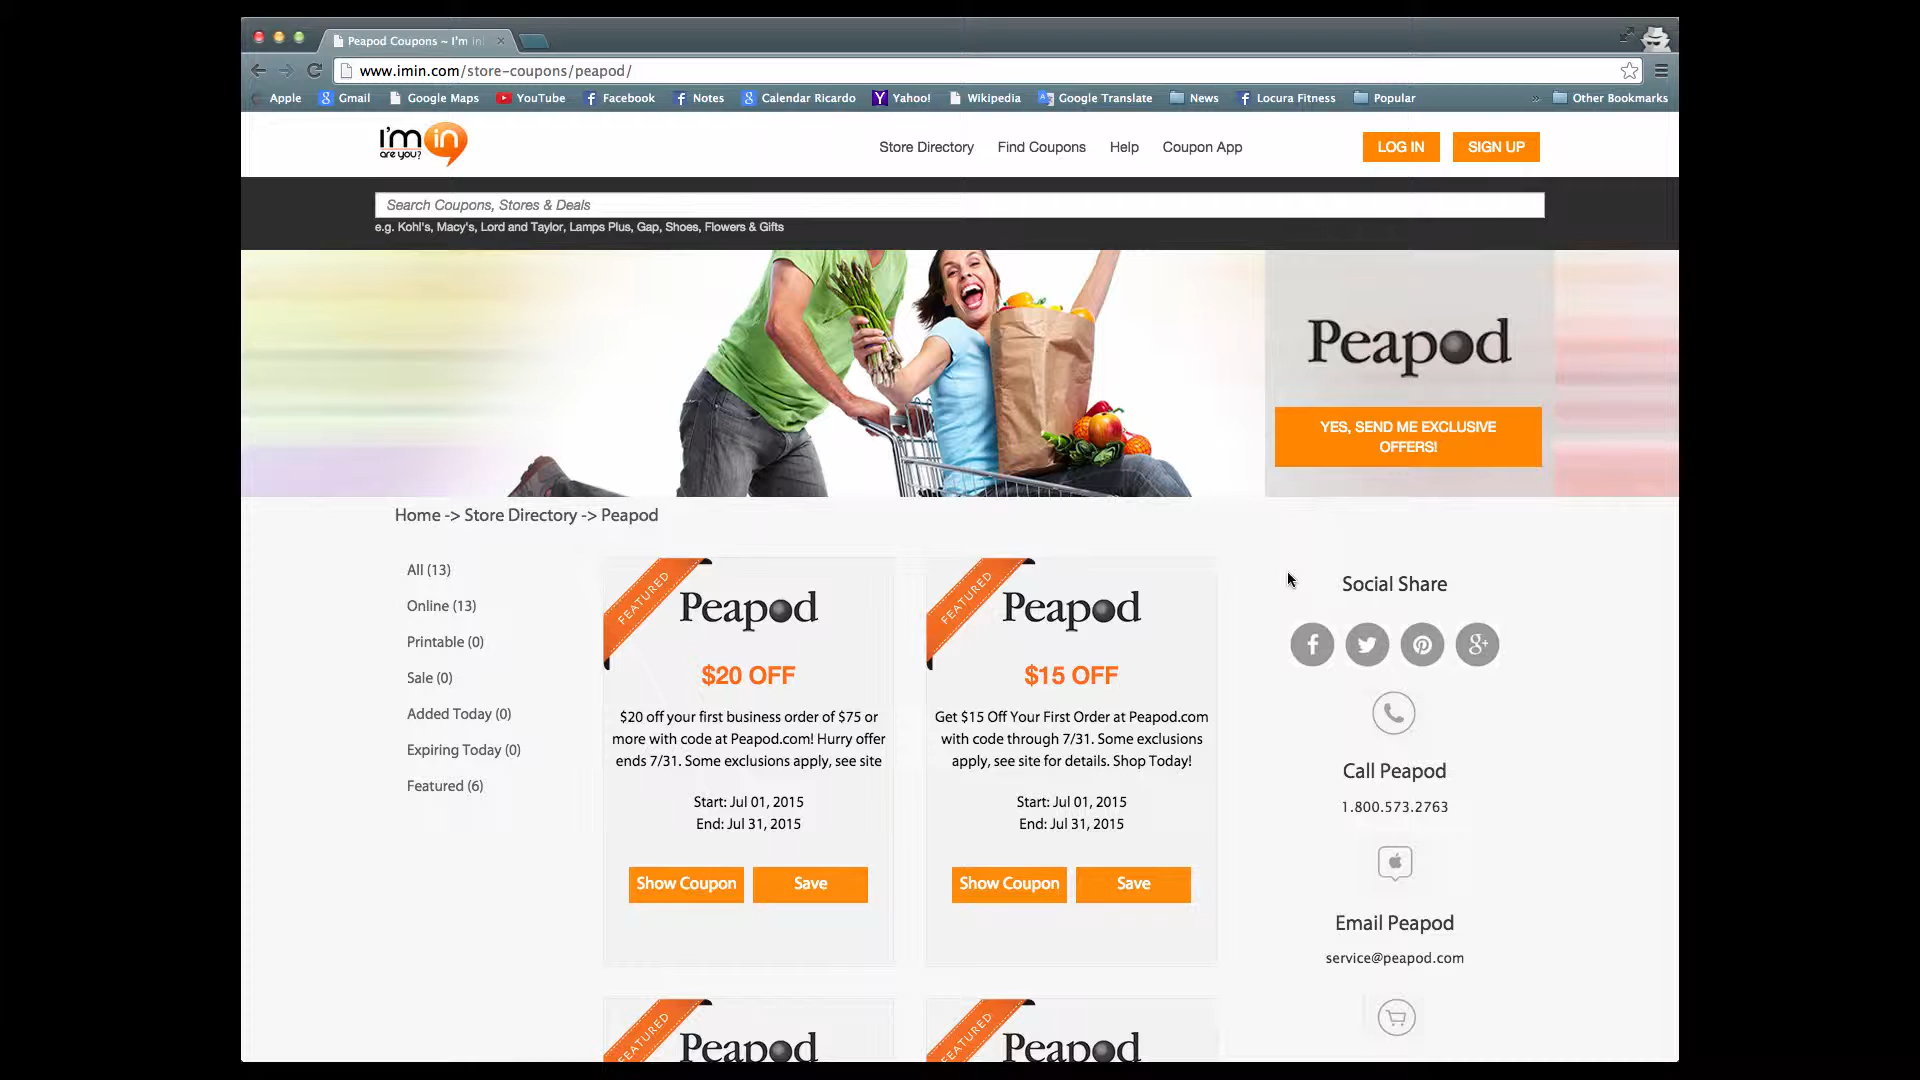 Peapod Coupons ~ I'm in
www.imin.com/store-coupons/peapod/
Apple Gmail Google Maps YouTube Facebook Notes Calendar Ricardo Yahoo! Wikipedia Google Translate News Locura Fitness Popular » Other Bookmarks
I'm in
are you?
Store Directory Find Coupons Help Coupon App LOG IN SIGN UP
Search Coupons, Stores & Deals
e.g. Kohl's, Macy's, Lord and Taylor, Lamps Plus, Gap, Shoes, Flowers & Gifts
Peapod
YES, SEND ME EXCLUSIVE
OFFERS!
Home -> Store Directory -> Peapod
All (13)
Online (13)
Printable (0)
Sale (0)
Added Today (0)
Expiring Today (0)
Featured (6)
FEATURED
Peapod
$20 OFF
$20 off your first business order of $75 or
more with code at Peapod.com! Hurry offer
ends 7/31. Some exclusions apply, see site
Start: Jul 01, 2015
End: Jul 31, 2015
Show Coupon Save
FEATURED
Peapod
$15 OFF
Get $15 Off Your First Order at Peapod.com
with code through 7/31. Some exclusions
apply, see site for details. Shop Today!
Start: Jul 01, 2015
End: Jul 31, 2015
Show Coupon Save
Social Share
Call Peapod
1.800.573.2763
Email Peapod
service@peapod.com
FEATURED
Peapod
FEATURED
Peapod